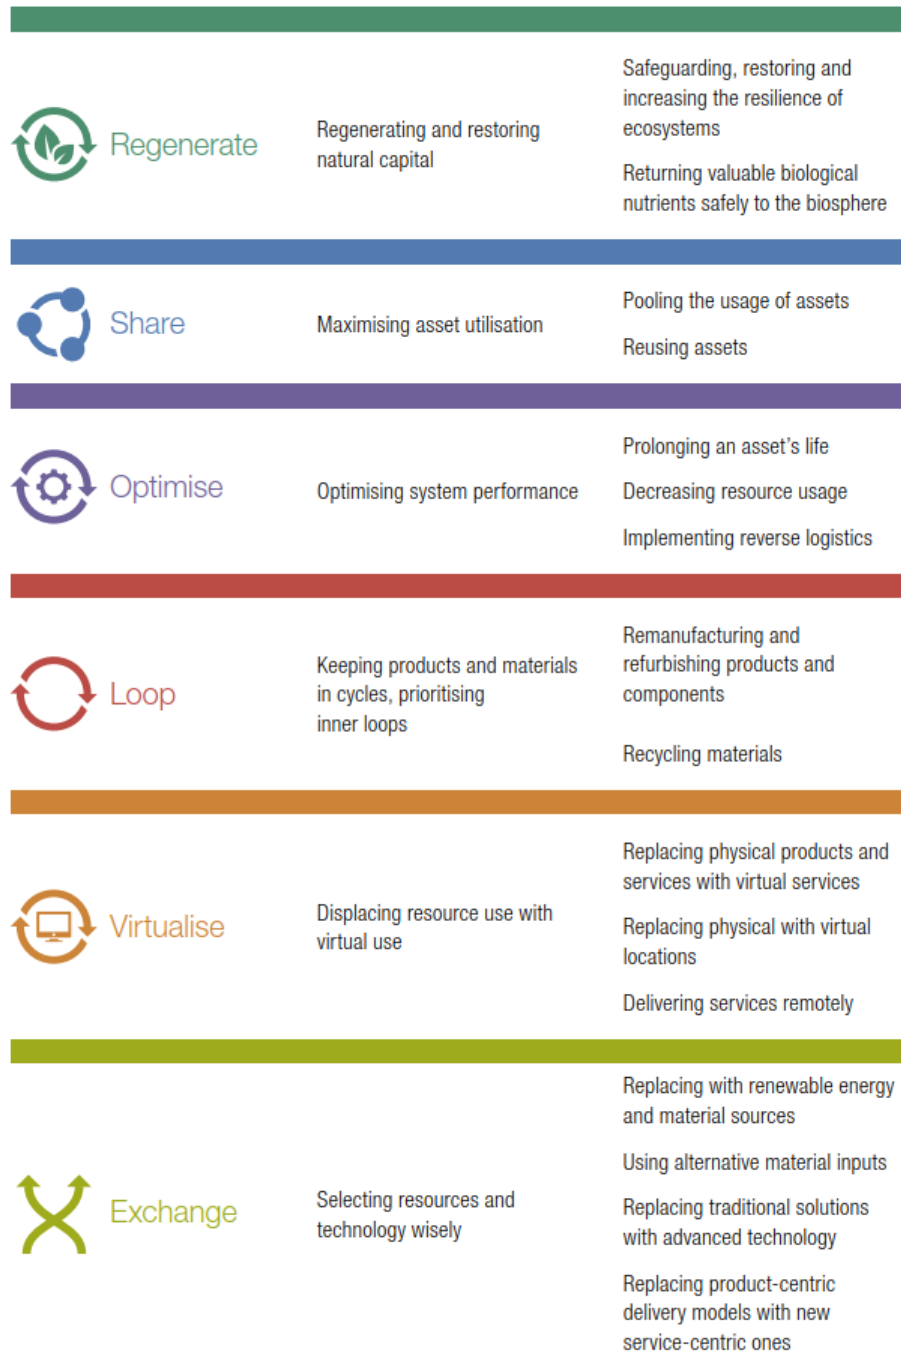 Regenerate
Regenerating and restoring
natural capital
Safeguarding, restoring and
increasing the resilience of
ecosystems
Returning valuable biological
nutrients safely to the biosphere
Share
Maximising asset utilisation
Pooling the usage of assets
Reusing assets
Optimise
Optimising system performance
Prolonging an asset's life
Decreasing resource usage
Implementing reverse logistics
Loop
Keeping products and materials
in cycles, prioritising
inner loops
Remanufacturing and
refurbishing products and
components
Recycling materials
Virtualise
Displacing resource use with
virtual use
Replacing physical products and
services with virtual services
Replacing physical with virtual
locations
Delivering services remotely
Exchange
Selecting resources and
technology wisely
Replacing with renewable energy
and material sources
Using alternative material inputs
Replacing traditional solutions
with advanced technology
Replacing product-centric
delivery models with new
service-centric ones